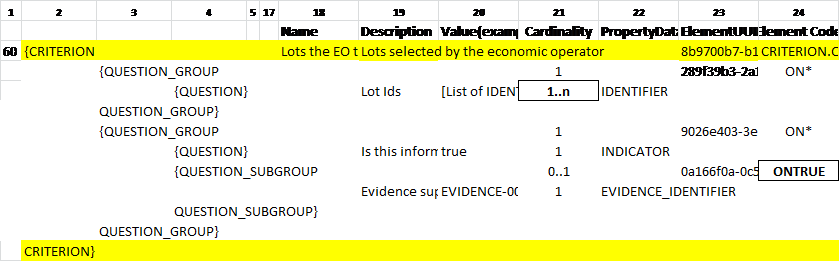 1 2 3 4 5 17 18 19 20 21 22 23 24
Name Description Value(exam Cardinality PropertyDat ElementUUI Element Code
60 {CRITERION Lots the EO t Lots selected by the economic operator 8b9700b7-b1 CRITERION.C
{QUESTION_GROUP 1 289f39b3-2a1 ON*
{QUESTION} Lot Ids [List of IDENT 1..n IDENTIFIER
QUESTION_GROUP}
{QUESTION_GROUP 1 9026e403-3e ON*
{QUESTION} Is this inform true 1 INDICATOR
{QUESTION_SUBGROUP 0..1 0a166f0a-0c5 ONTRUE
Evidence sup EVIDENCE-00 1 EVIDENCE_IDENTIFIER
QUESTION_SUBGROUP}
QUESTION_GROUP}
CRITERION}